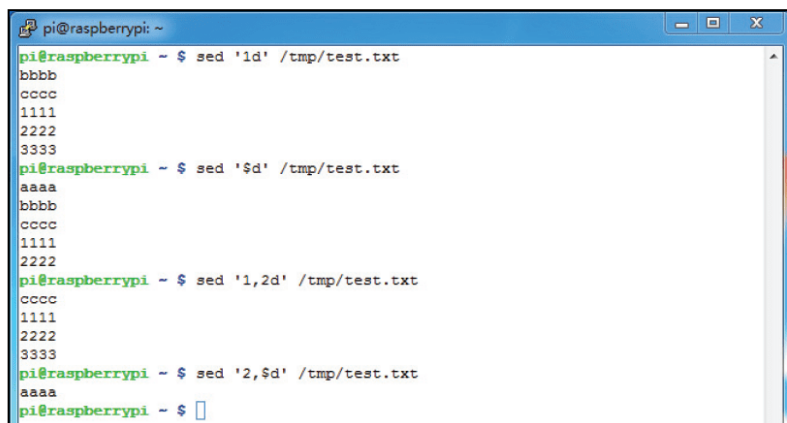 pi@raspberrypi: ~
pi@raspberrypi ~ $ sed '1d' /tmp/test.txt
bbbb
cccc
1111
2222
3333
pi@raspberrypi ~ $ sed '$d' /tmp/test.txt
aaaa
bbbb
cccc
1111
2222
pi@raspberrypi ~ $ sed '1,2d' /tmp/test.txt
cccc
1111
2222
3333
pi@raspberrypi ~ $ sed '2,$d' /tmp/test.txt
aaaa
pi@raspberrypi ~ $